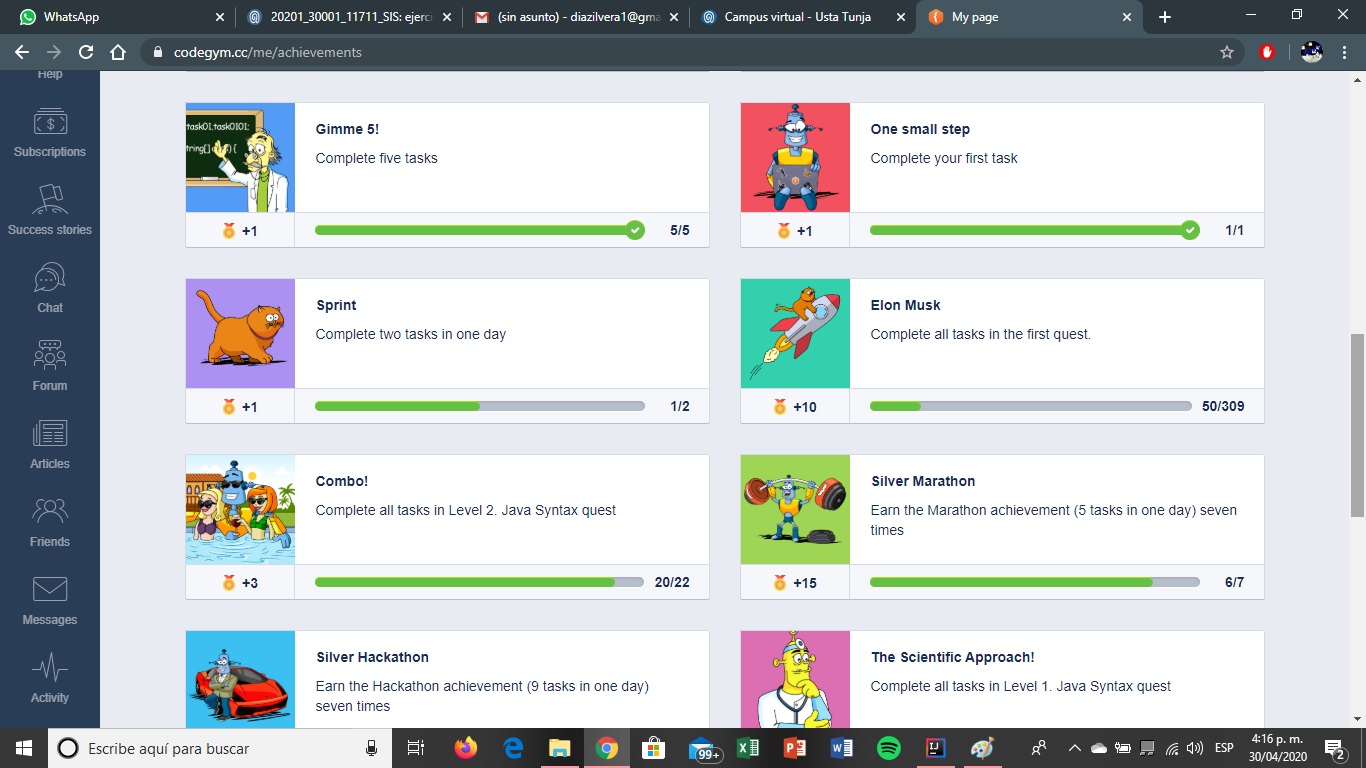 WhatsApp
20201_30001_11711_SIS: ejerci
(sin asunto) - diazilvera1@gma
Campus virtual - Usta Tunja
My page
codegym.cc/me/achievements
Help
Subscriptions
Success stories
Chat
Forum
Articles
Friends
Messages
Activity
task01,task0101;
tring[] a
Gimme 5!
Complete five tasks
+1
5/5
One small step
Complete your first task
+1
1/1
Sprint
Complete two tasks in one day
+1
1/2
Elon Musk
Complete all tasks in the first quest.
+10
50/309
Combo!
Complete all tasks in Level 2. Java Syntax quest
+3
20/22
Silver Marathon
Earn the Marathon achievement (5 tasks in one day) seven
times
+15
6/7
Silver Hackathon
Earn the Hackathon achievement (9 tasks in one day)
seven times
The Scientific Approach!
Complete all tasks in Level 1. Java Syntax quest
Escribe aquí para buscar
99+
ESP
4:16 p. m.
30/04/2020
2